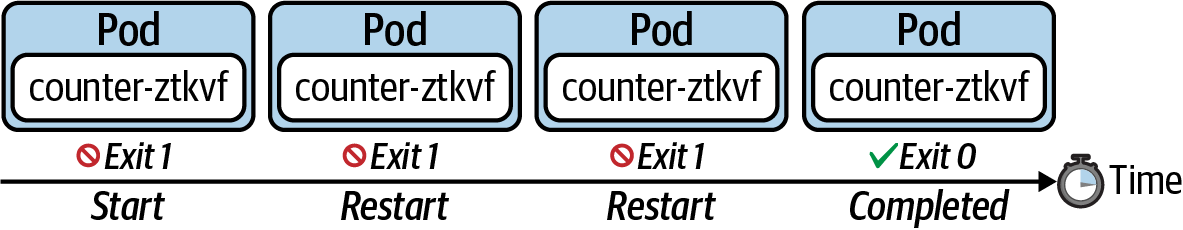 Pod Pod Pod Pod
counter-ztkvf counter-ztkvf counter-ztkvf counter-ztkvf
Exit 1 Exit 1 Exit 1 Exit 0
Time
Start Restart Restart Completed